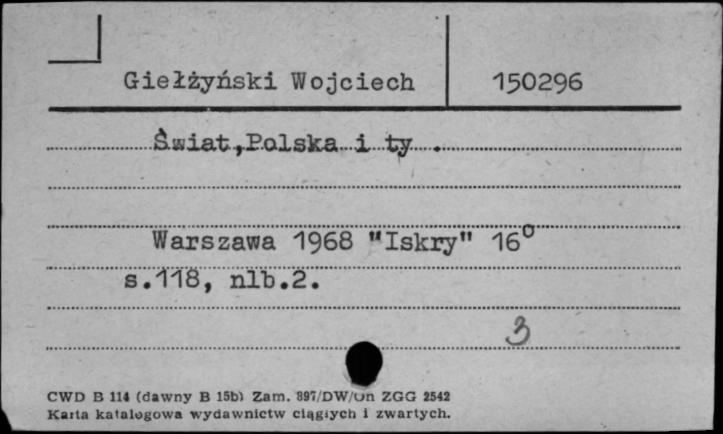 Giełżyński Wojciech 150296
Świat, Polska i ty .
Warszawa 1968 "Iskry" 16°
s.118, nlb.2.
3
CWD B 114 (dawny B 15b) Zam. 897/DW/Un ZGG 2542
Karta katalogowa wydawnictw ciągłych i zwartych.